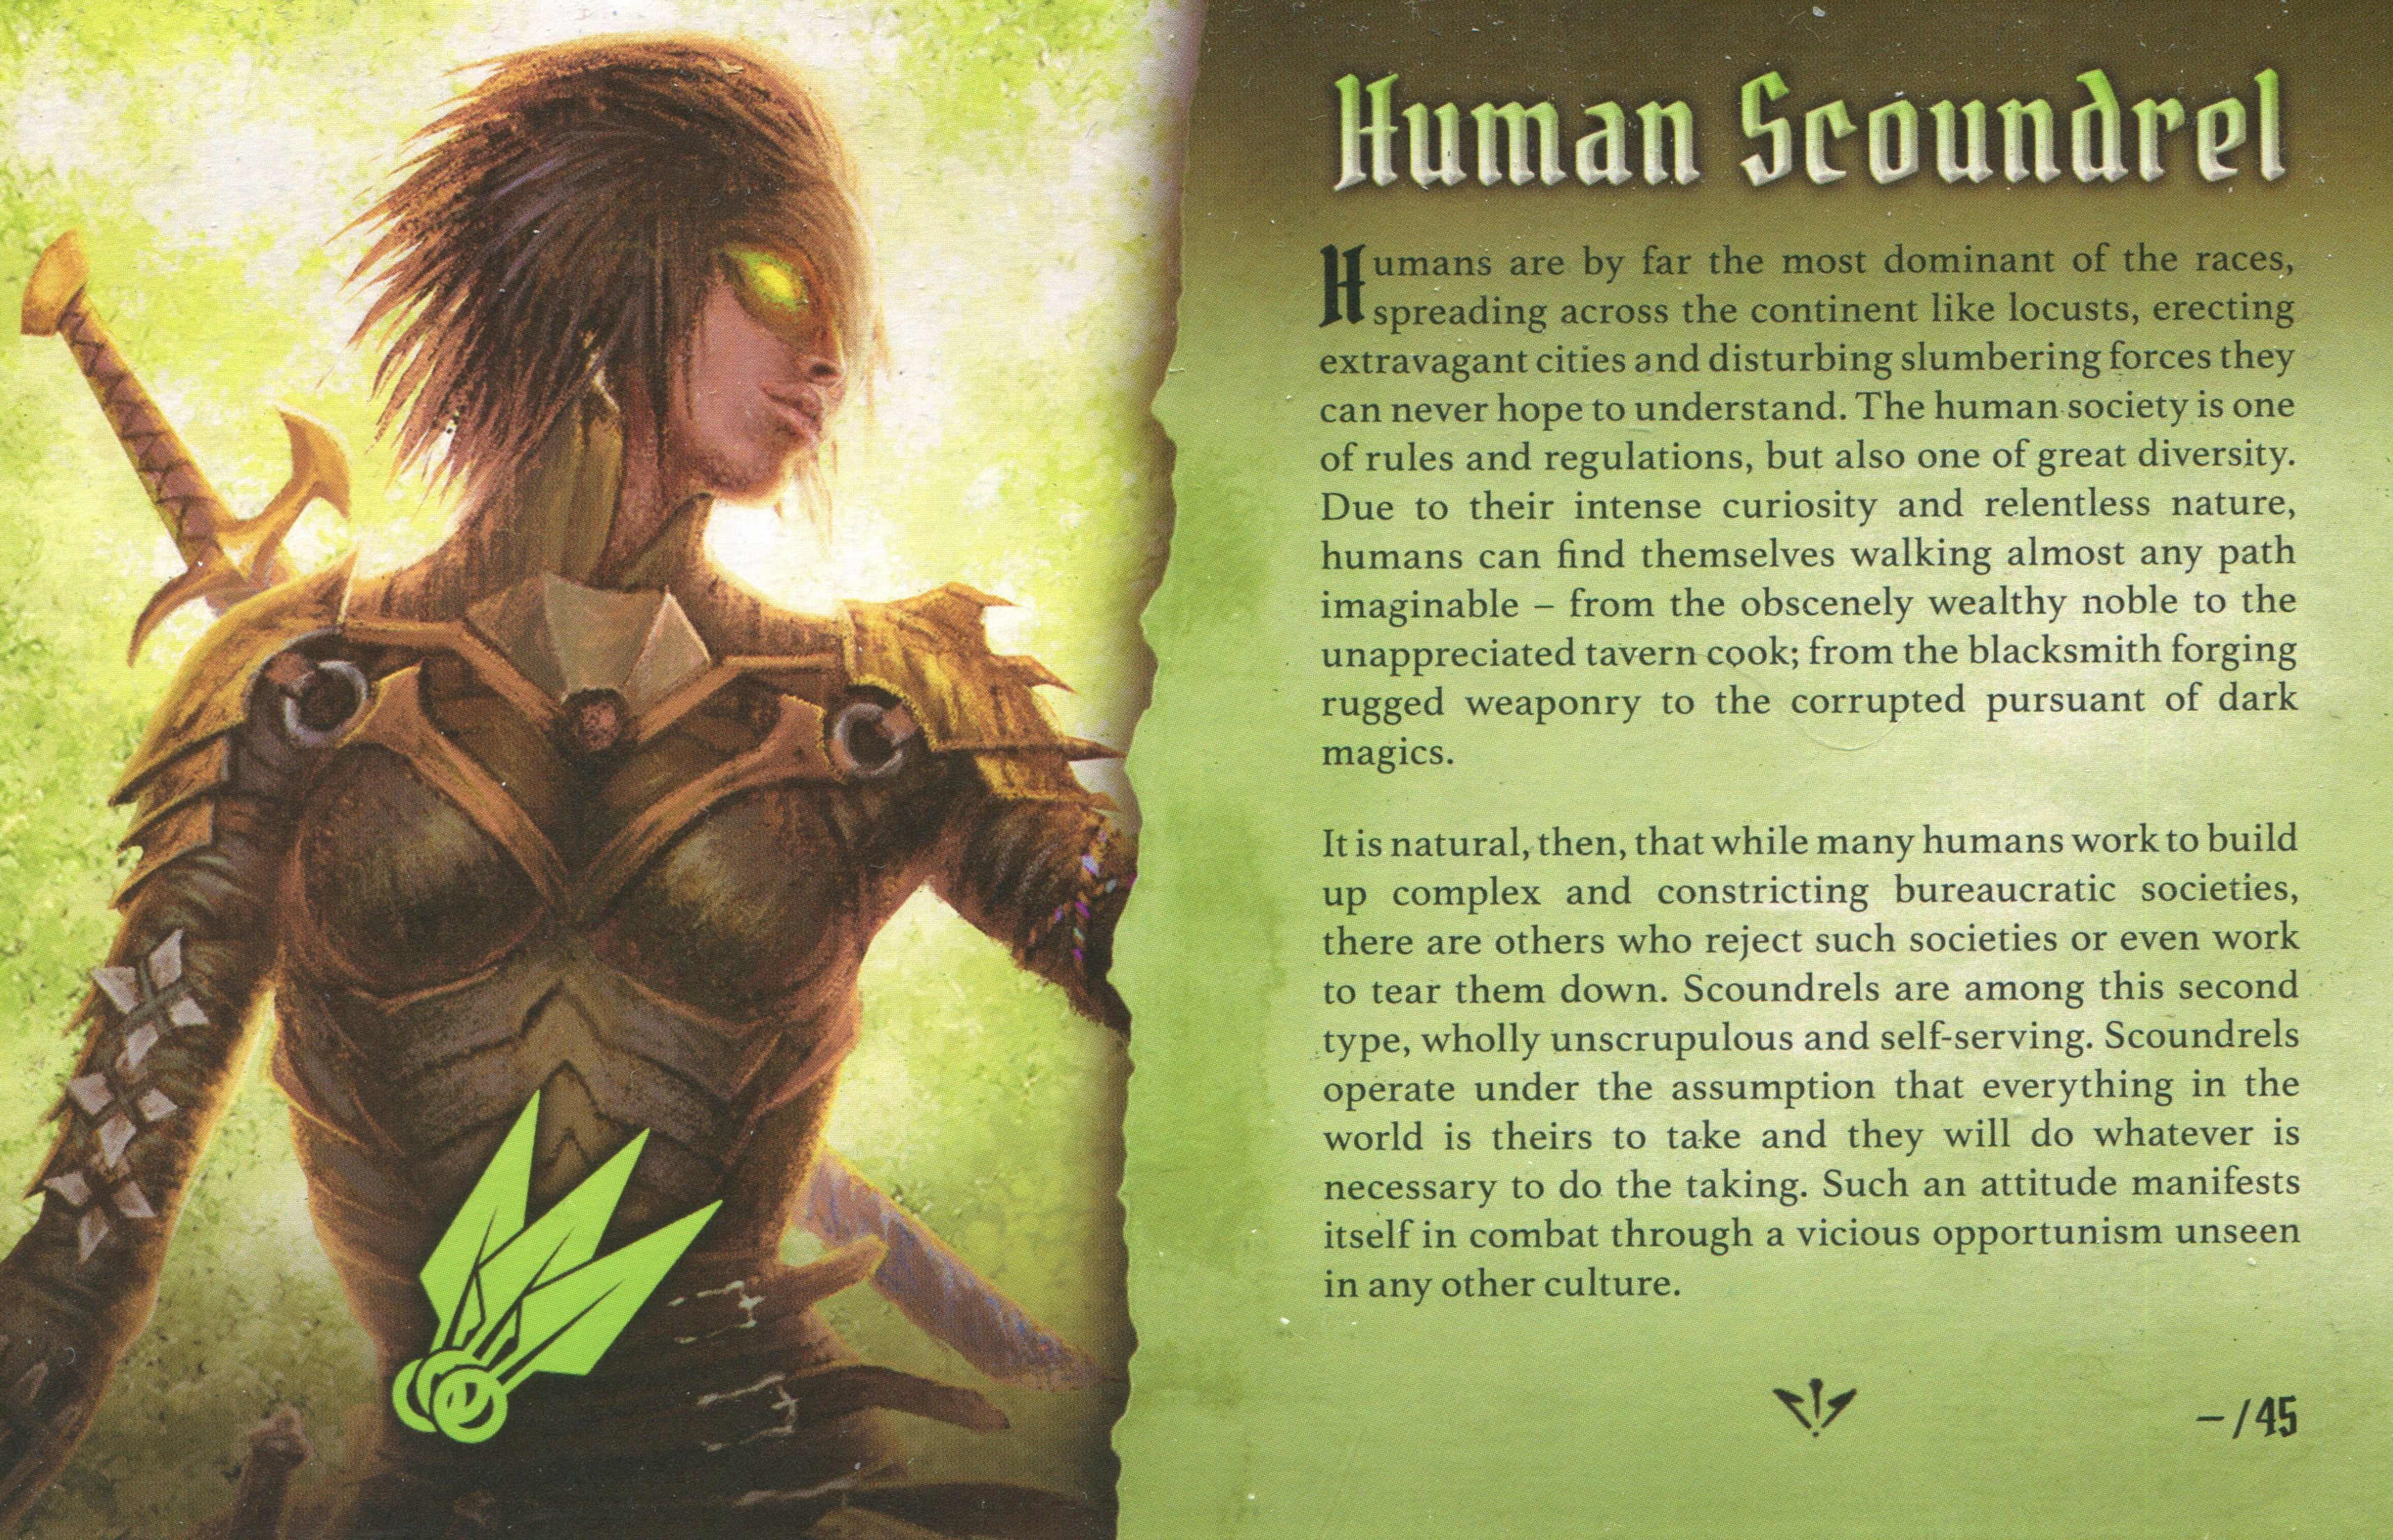 Human Scoundrel
Humans are by far the most dominant of the races,
spreading across the continent like locusts, erecting
extravagant cities and disturbing slumbering forces they
can never hope to understand. The human society is one
of rules and regulations, but also one of great diversity.
Due to their intense curiosity and relentless nature,
humans can find themselves walking almost any path
imaginable – from the obscenely wealthy noble to the
unappreciated tavern cook; from the blacksmith forging
rugged weaponry to the corrupted pursuant of dark
magics.
It is natural, then, that while many humans work to build
up complex and constricting bureaucratic societies,
there are others who reject such societies or even work
to tear them down. Scoundrels are among this second
type, wholly unscrupulous and self-serving. Scoundrels
operate under the assumption that everything in the
world is theirs to take and they will do whatever is
necessary to do the taking. Such an attitude manifests
itself in combat through a vicious opportunism unseen
in any other culture.
– / 45